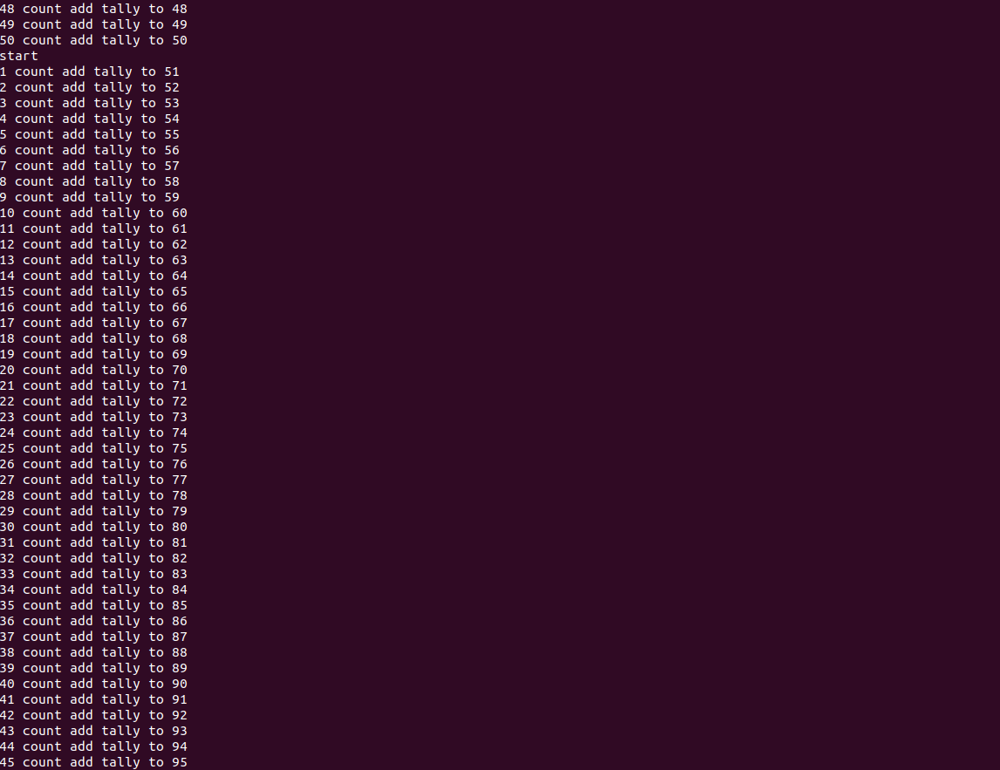 48 count add tally to 48
49 count add tally to 49
50 count add tally to 50
start
1 count add tally to 51
2 count add tally to 52
3 count add tally to 53
4 count add tally to 54
5 count add tally to 55
6 count add tally to 56
7 count add tally to 57
8 count add tally to 58
9 count add tally to 59
10 count add tally to 60
11 count add tally to 61
12 count add tally to 62
13 count add tally to 63
14 count add tally to 64
15 count add tally to 65
16 count add tally to 66
17 count add tally to 67
18 count add tally to 68
19 count add tally to 69
20 count add tally to 70
21 count add tally to 71
22 count add tally to 72
23 count add tally to 73
24 count add tally to 74
25 count add tally to 75
26 count add tally to 76
27 count add tally to 77
28 count add tally to 78
29 count add tally to 79
30 count add tally to 80
31 count add tally to 81
32 count add tally to 82
33 count add tally to 83
34 count add tally to 84
35 count add tally to 85
36 count add tally to 86
37 count add tally to 87
38 count add tally to 88
39 count add tally to 89
40 count add tally to 90
41 count add tally to 91
42 count add tally to 92
43 count add tally to 93
44 count add tally to 94
45 count add tally to 95